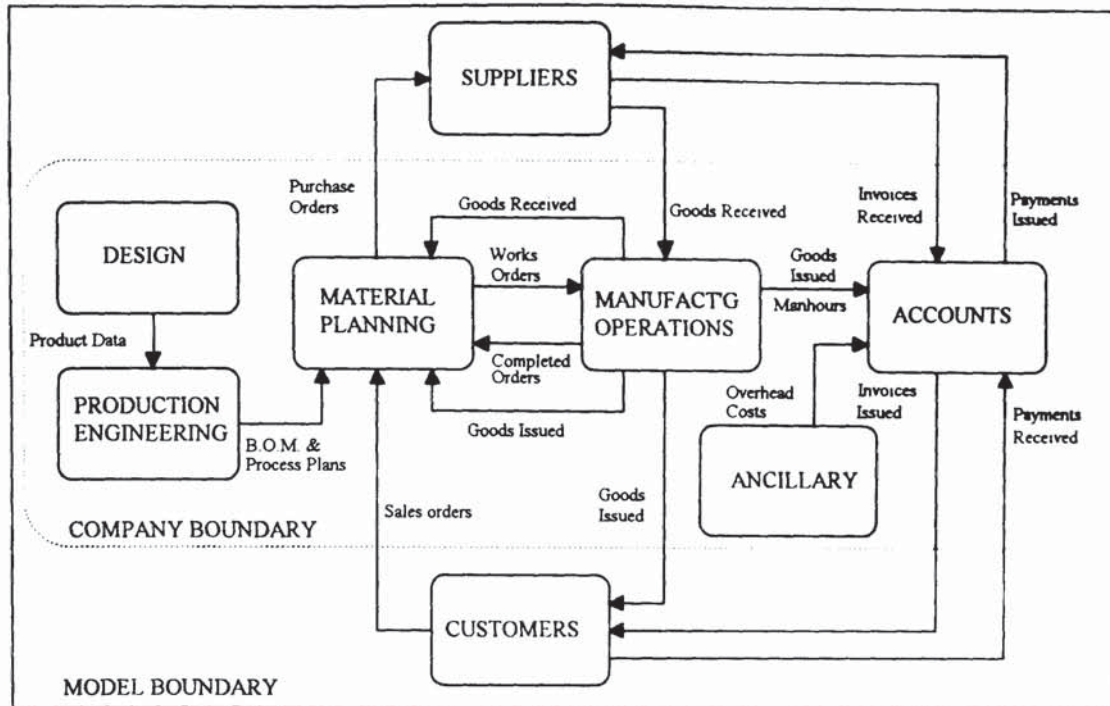 SUPPLIERS
Purchase
Orders
Goods Received
Goods Received
Invoices
Received
Payments
Issued
DESIGN
Works
Orders
MATERIAL
PLANNING
MANUFACT'G
OPERATIONS
Goods
Issued
Manhours
ACCOUNTS
Product Data
Completed
Orders
PRODUCTION
ENGINEERING
Overhead
Costs
Invoices
Issued
Payments
Received
Goods Issued
B.O.M. &
Process Plans
ANCILLARY
Goods
Issued
Sales orders
COMPANY BOUNDARY
CUSTOMERS
MODEL BOUNDARY